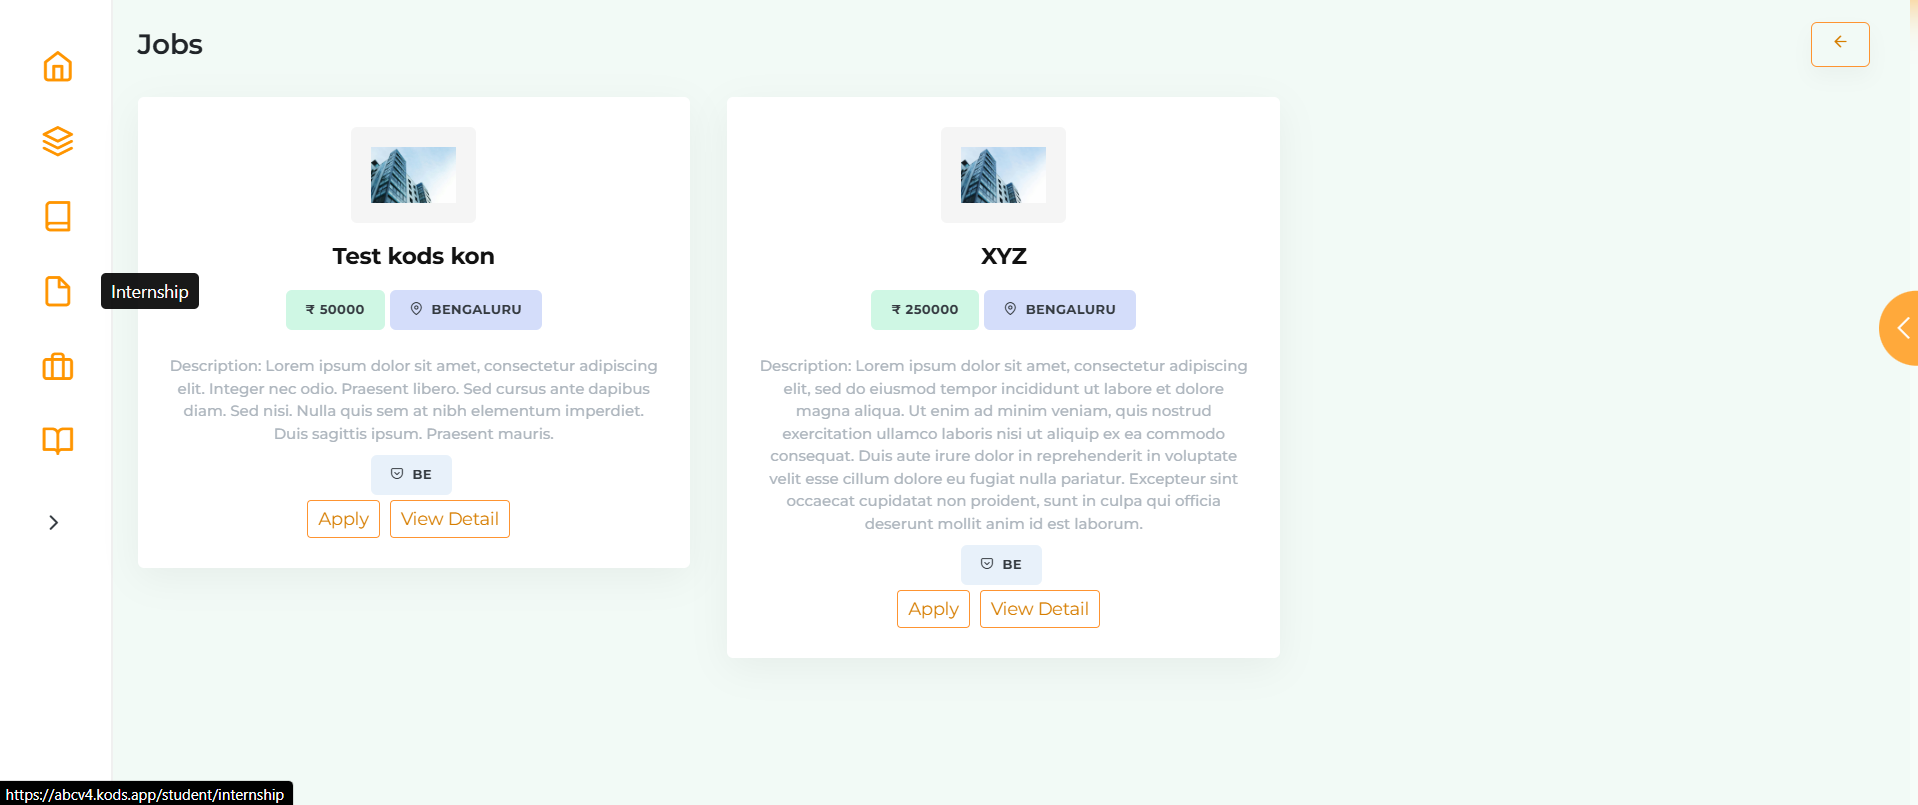 Jobs
Test kods kon
₹ 50000
BENGALURU
Description: Lorem ipsum dolor sit amet, consectetur adipiscing
elit. Integer nec odio. Praesent libero. Sed cursus ante dapibus
diam. Sed nisi. Nulla quis sem at nibh elementum imperdiet.
Duis sagittis ipsum. Praesent mauris.
BE
Apply
View Detail
XYZ
₹ 250000
BENGALURU
Description: Lorem ipsum dolor sit amet, consectetur adipiscing
elit, sed do eiusmod tempor incididunt ut labore et dolore
magna aliqua. Ut enim ad minim veniam, quis nostrud
exercitation ullamco laboris nisi ut aliquip ex ea commodo
consequat. Duis aute irure dolor in reprehenderit in voluptate
velit esse cillum dolore eu fugiat nulla pariatur. Excepteur sint
occaecat cupidatat non proident, sunt in culpa qui officia
deserunt mollit anim id est laborum.
BE
Apply
View Detail
Internship
https://abcv4.kods.app/student/internship